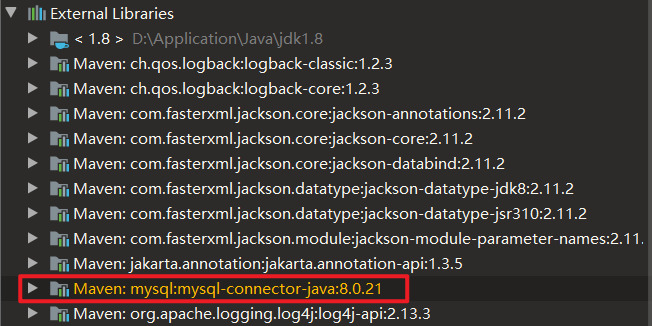 External Libraries
< 1.8 > D:\Application\Java\jdk1.8
Maven: ch.qos.logback:logback-classic:1.2.3
Maven: ch.qos.logback:logback-core:1.2.3
Maven: com.fasterxml.jackson.core:jackson-annotations:2.11.2
Maven: com.fasterxml.jackson.core:jackson-core:2.11.2
Maven: com.fasterxml.jackson.core:jackson-databind:2.11.2
Maven: com.fasterxml.jackson.datatype:jackson-datatype-jdk8:2.11.2
Maven: com.fasterxml.jackson.datatype:jackson-datatype-jsr310:2.11.2
Maven: com.fasterxml.jackson.module:jackson-module-parameter-names:2.11.
Maven: jakarta.annotation:jakarta.annotation-api:1.3.5
Maven: mysql:mysql-connector-java:8.0.21
Maven: org.apache.logging.log4j:log4j-api:2.13.3